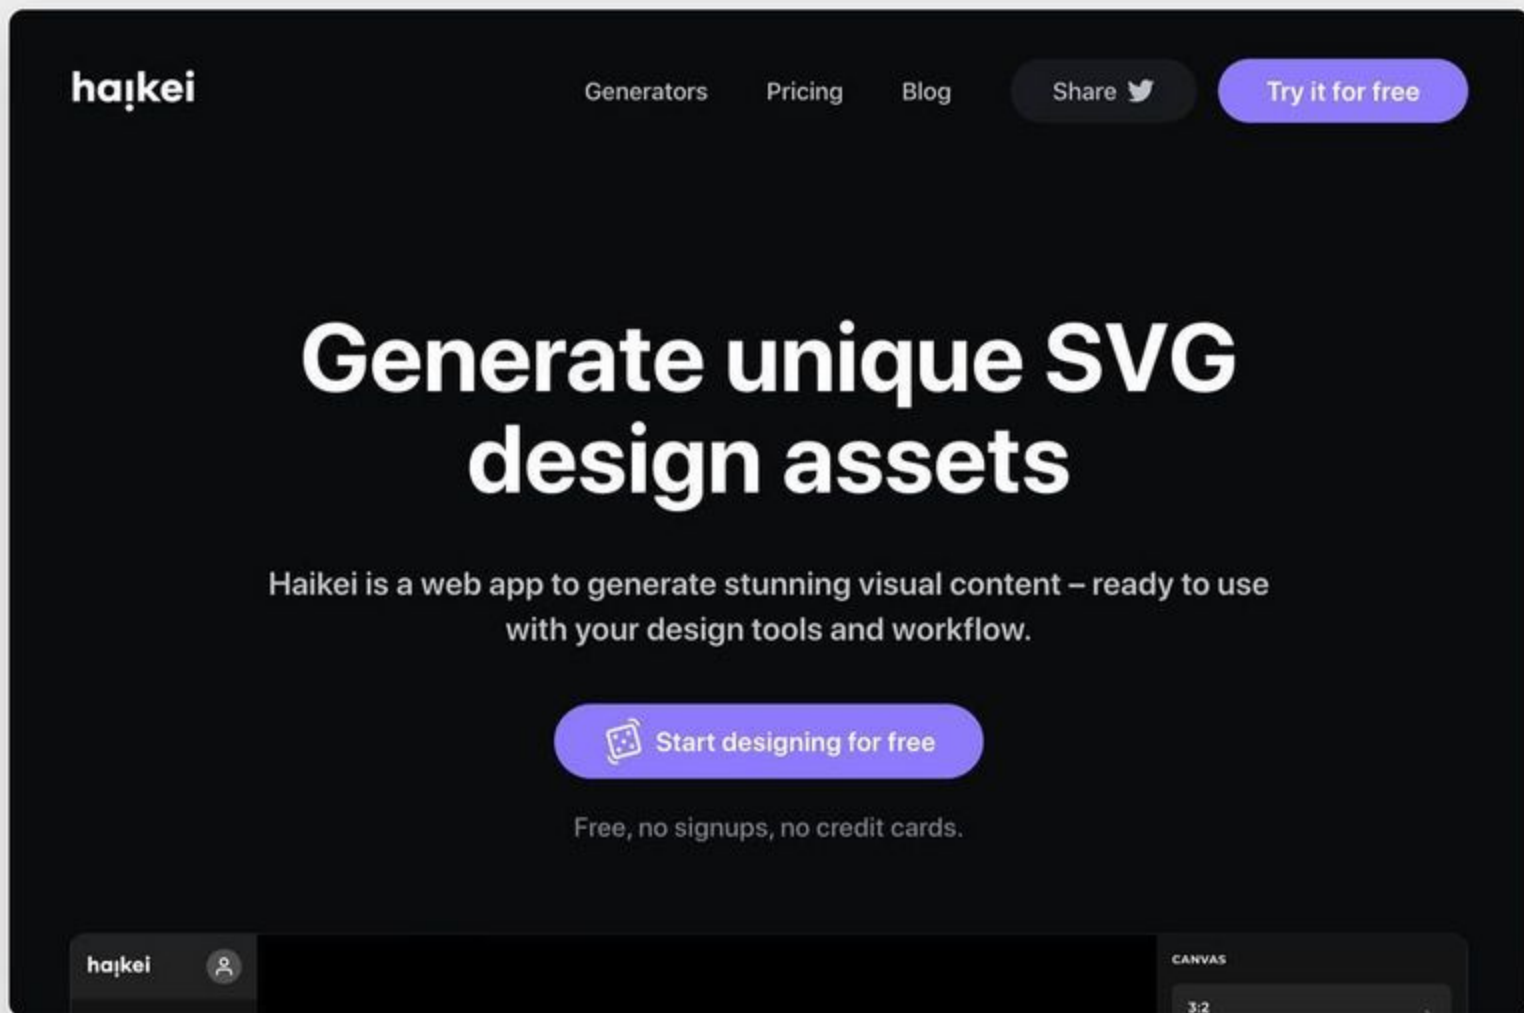 haikei
Generators Pricing Blog Share Try it for free
Generate unique SVG
design assets
Haikei is a web app to generate stunning visual content – ready to use
with your design tools and workflow.
Start designing for free
Free, no signups, no credit cards.
haikei
CANVAS
3:2